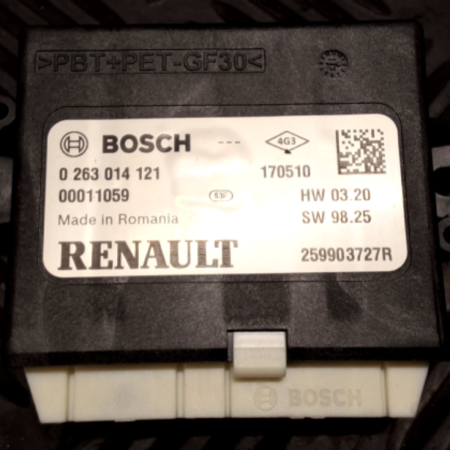 >PBT+PET-GF30<
BOSCH --- 4G3
0 263 014 121 170510
00011059 HW 03.20
Made in Romania SW 98.25
RENAULT 259903727R
BOSCH